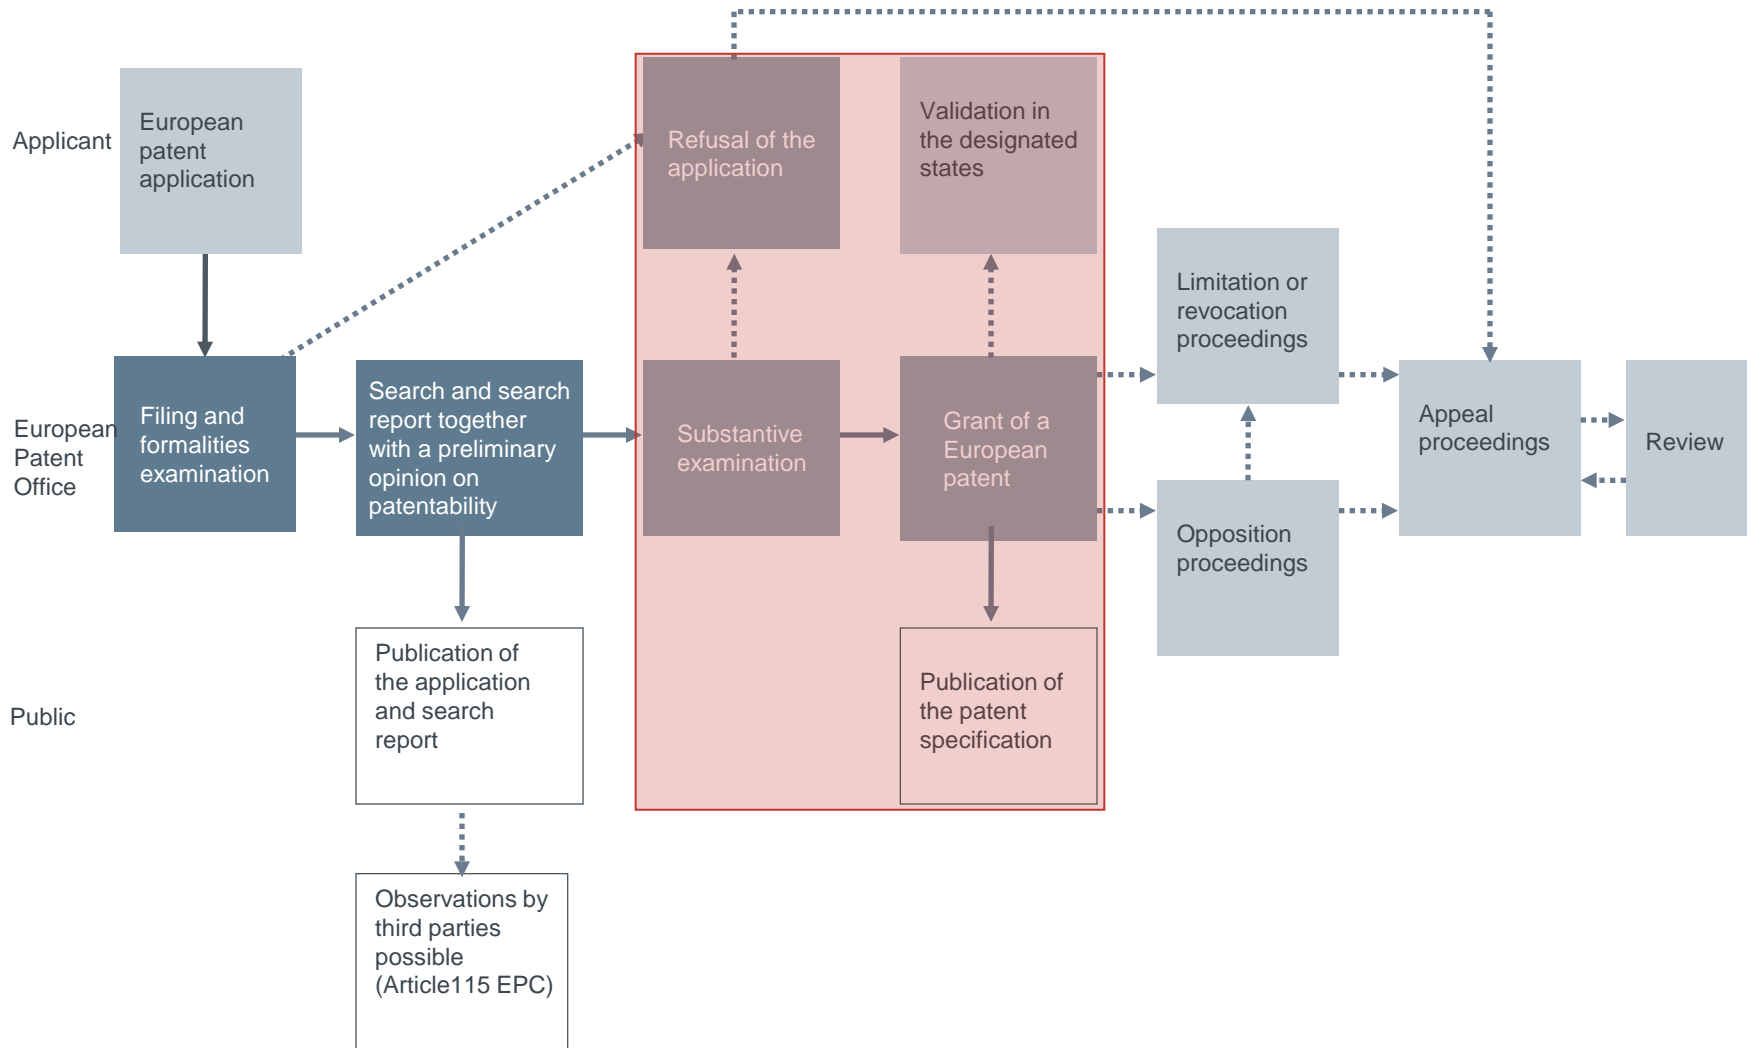 Applicant
European
patent
application
Refusal of the
application
Validation in
the designated
states
Limitation or
revocation
proceedings
European
Patent
Office
Filing and
formalities
examination
Search and search
report together
with a preliminary
opinion on
patentability
Substantive
examination
Grant of a
European
patent
Appeal
proceedings
Review
Opposition
proceedings
Public
Publication of
the application
and search
report
Publication of
the patent
specification
Observations by
third parties
possible
(Article115 EPC)